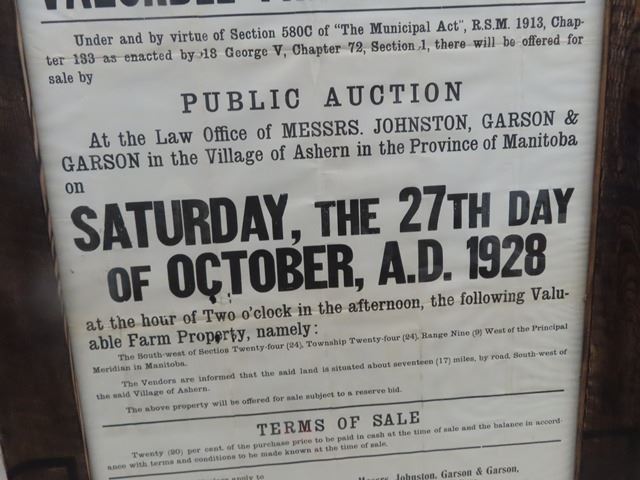 VALUABLE
Under and by virtue of Section 580C of "The Municipal Act", R.S.M. 1913, Chap-
ter 133 as enacted by 18 George V, Chapter 72, Section 1, there will be offered for
sale by
PUBLIC AUCTION
At the Law Office of MESSRS. JOHNSTON, GARSON &
GARSON in the Village of Ashern in the Province of Manitoba
on
SATURDAY, THE 27TH DAY
OF OCTOBER, A.D. 1928
at the hour of Two o'clock in the afternoon, the following Valu-
able Farm Property, namely:
The South-west of Section Twenty-four (24), Township Twenty-four (24), Range Nine (9) West of the Principal
Meridian in Manitoba.
The Vendors are informed that the said land is situated about seventeen (17) miles, by road, South-west of
the said Village of Ashern.
The above property will be offered for sale subject to a reserve bid.
TERMS OF SALE
Twenty (20) per cent. of the purchase price to be paid in cash at the time of sale and the balance in accord-
ance with terms and conditions to be made known at the time of sale.
apply to
Messrs. Johnston, Garson & Garson,